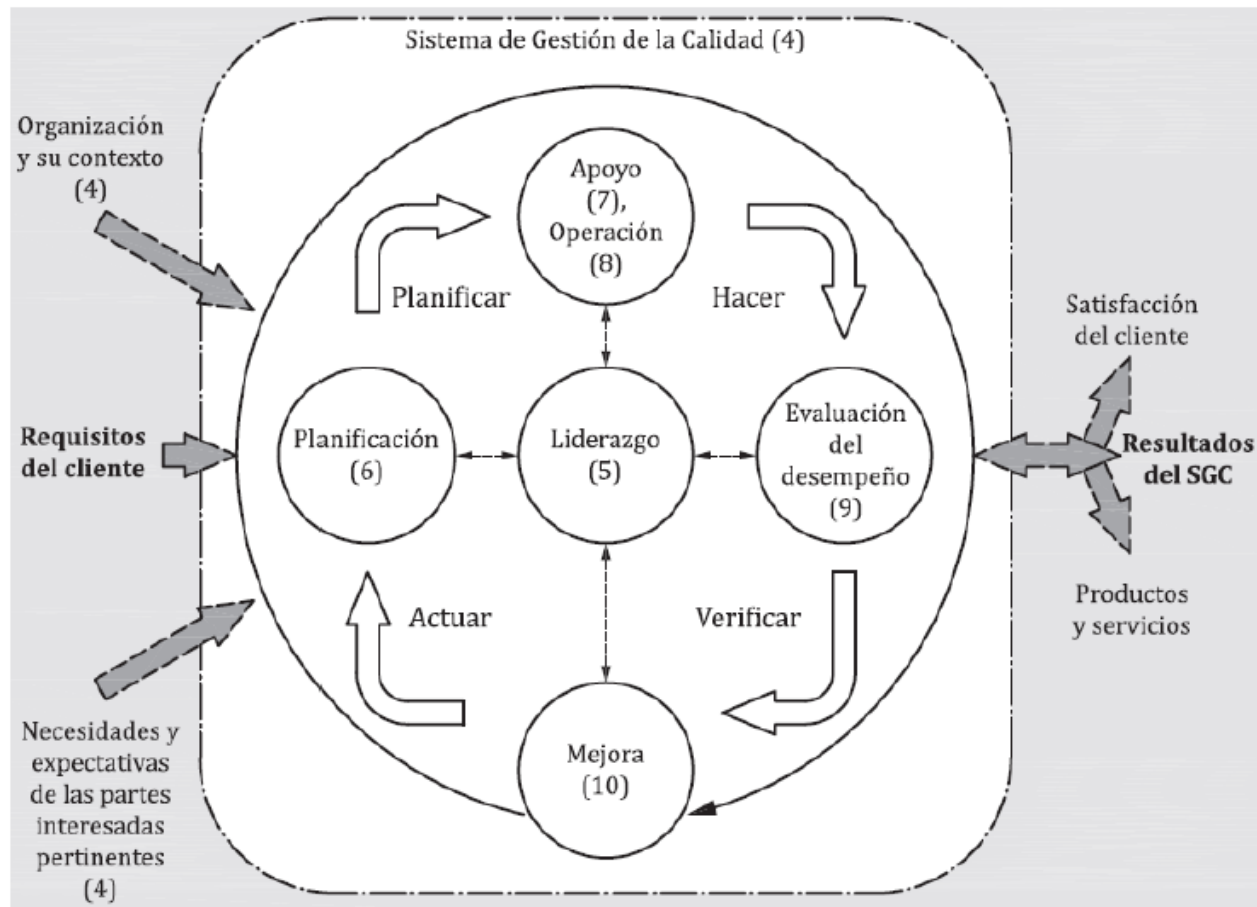 Sistema de Gestión de la Calidad (4)
Organización
y su contexto
(4)
Apoyo
(7),
Operación
(8)
Planificar
Hacer
Satisfacción
del cliente
Requisitos
del cliente
Planificación
(6)
Liderazgo
(5)
Evaluación
del
desempeño
(9)
Resultados
del SGC
Actuar
Verificar
Productos
y servicios
Necesidades y
expectativas
de las partes
interesadas
pertinentes
(4)
Mejora
(10)